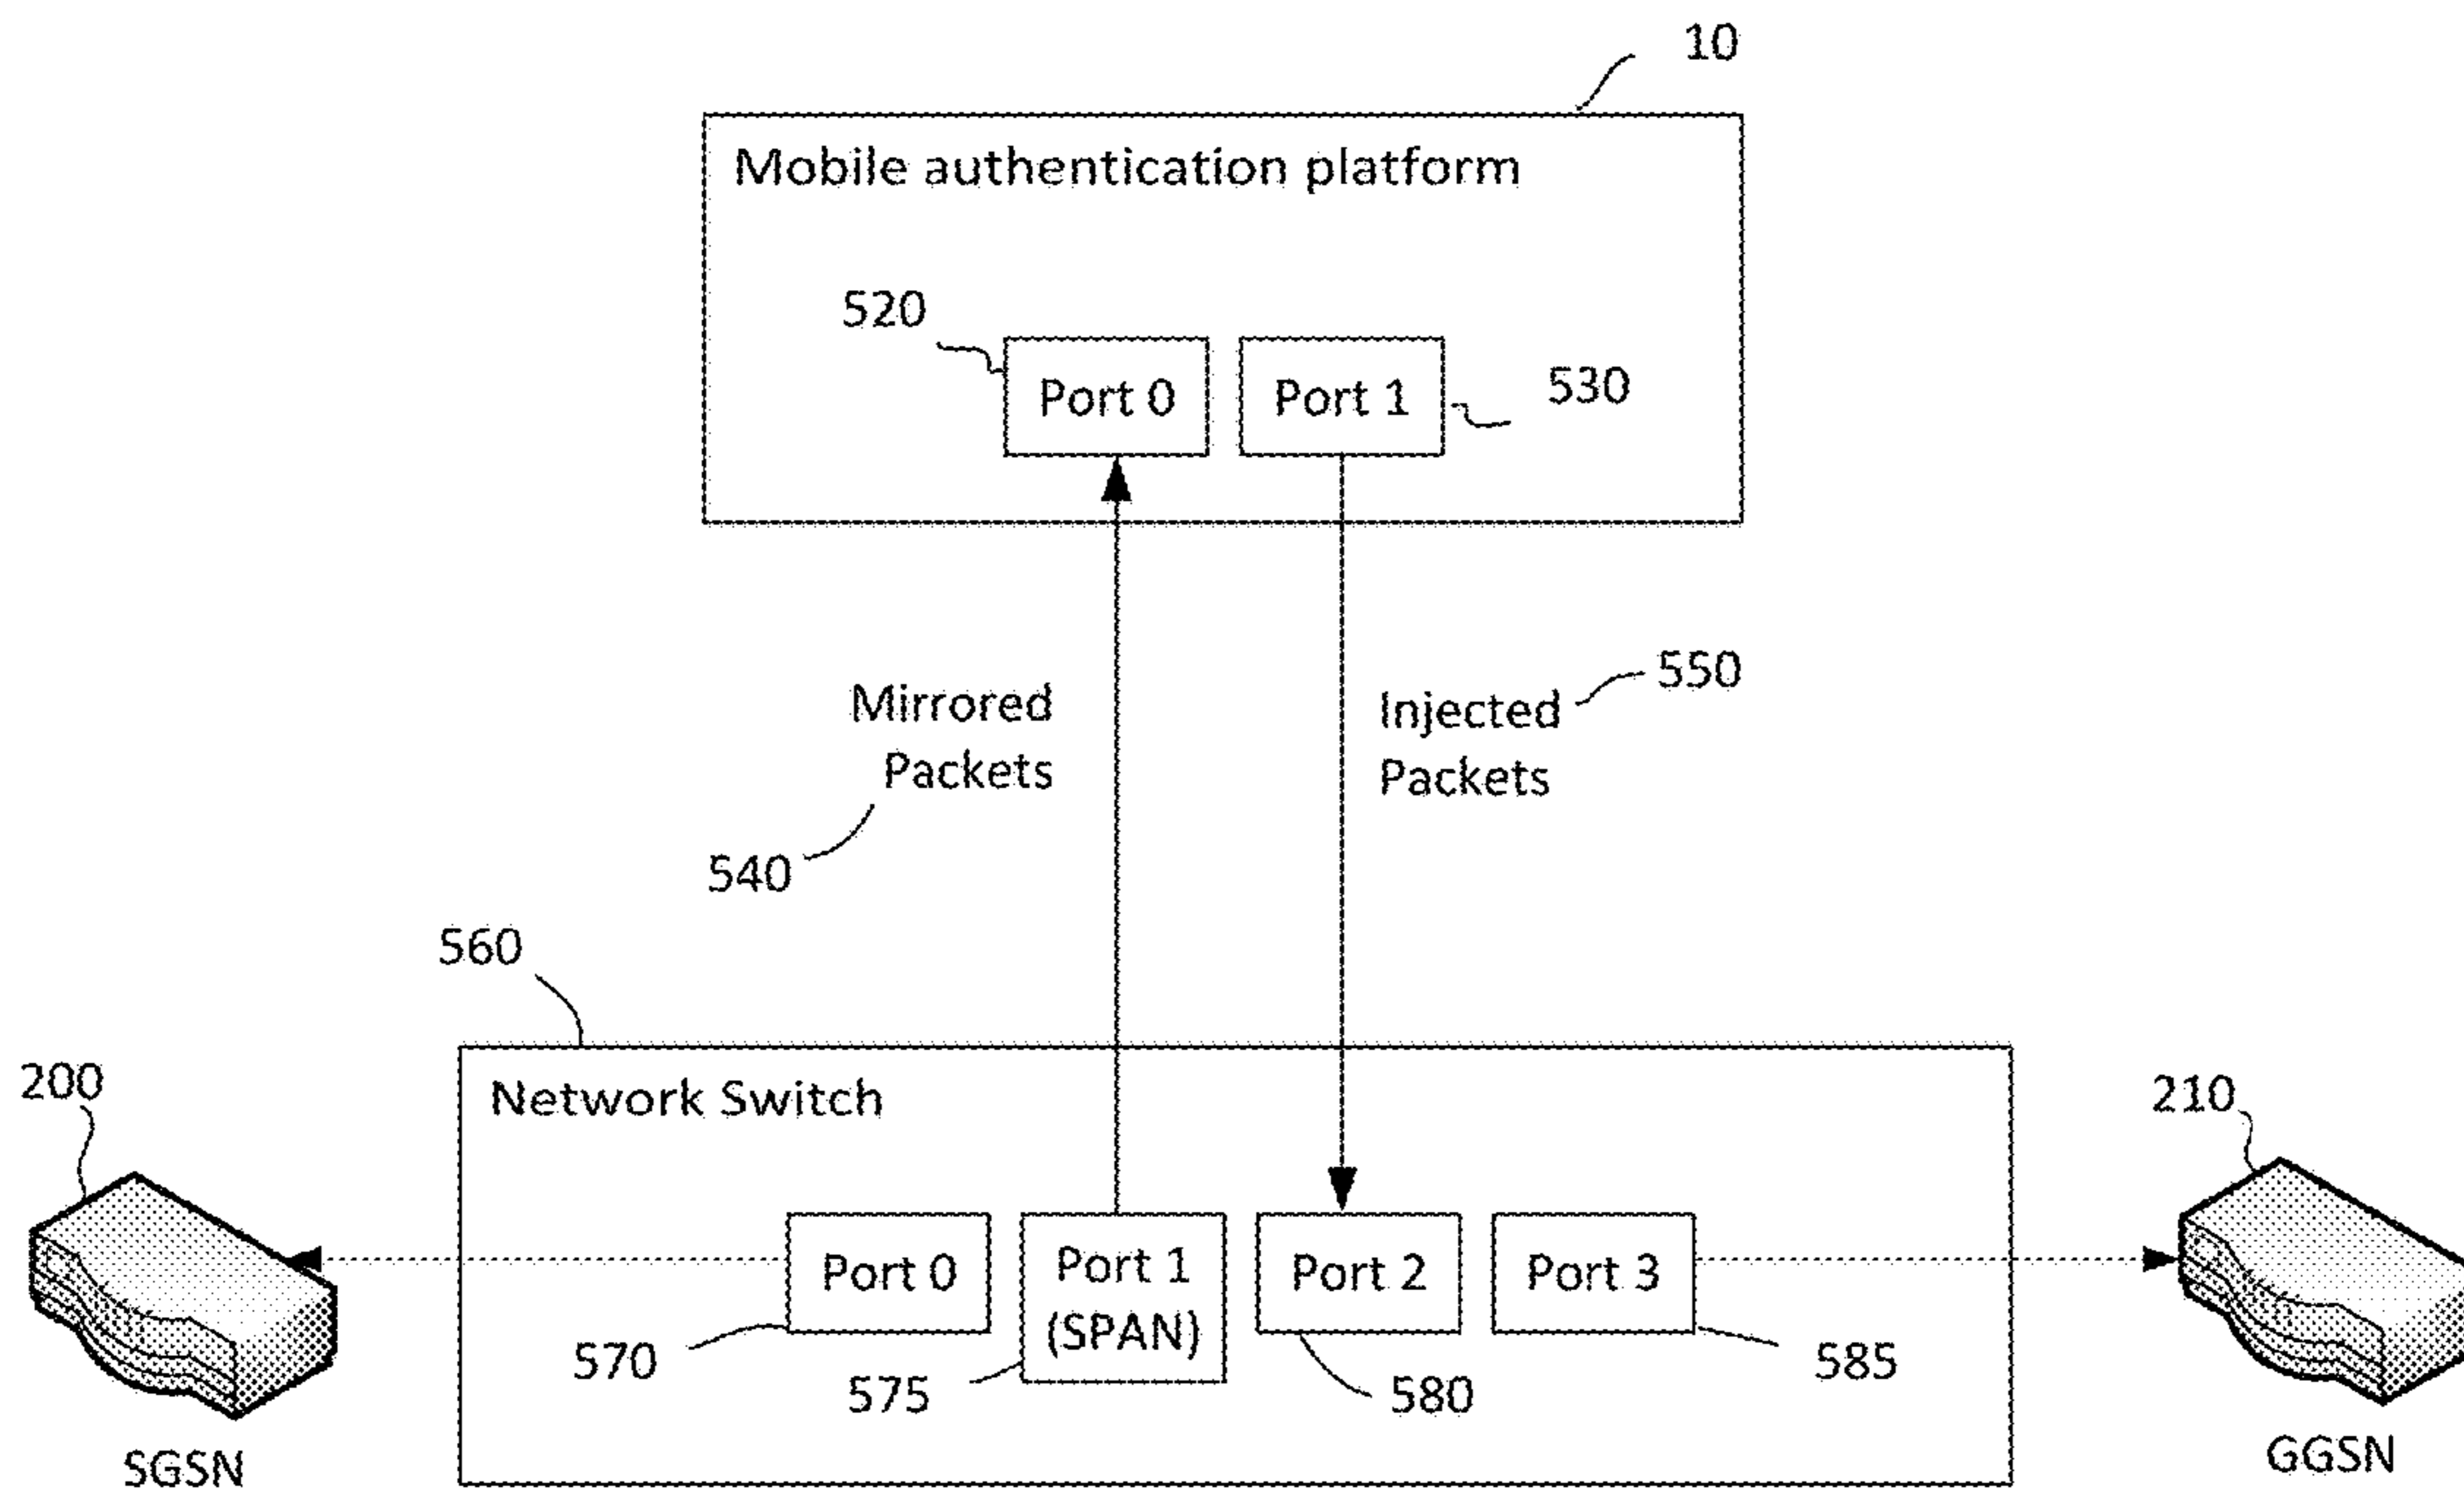 10
Mobile authentication platform
520
Port 0
Port 1
530
Mirrored
Packets
540
Injected
Packets
550
560
Network Switch
200
SGSN
210
GGSN
Port 0
570
Port 1
(SPAN)
575
Port 2
580
Port 3
585